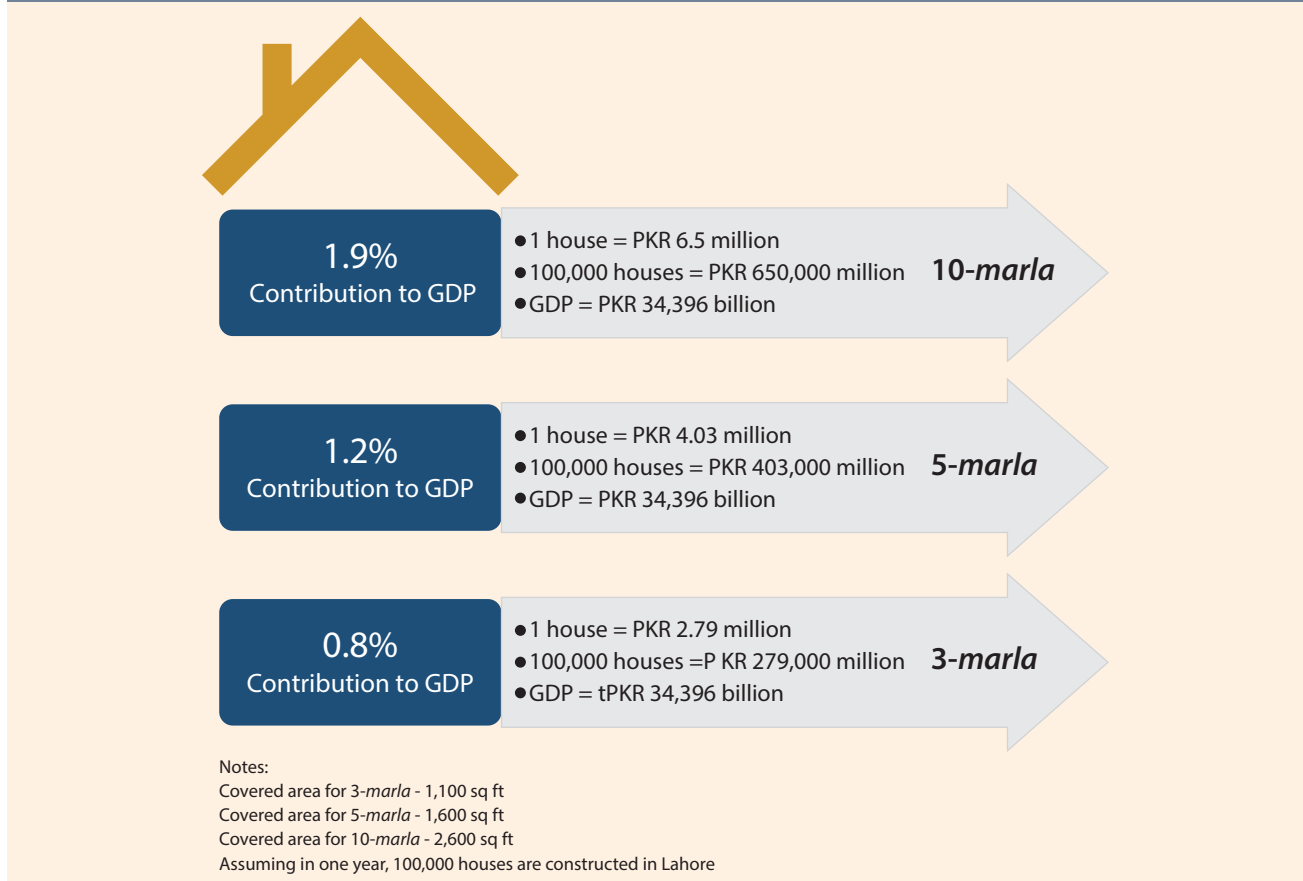 1.9%
Contribution to GDP
●1 house = PKR 6.5 million
●100,000 houses = PKR 650,000 million
●GDP = PKR 34,396 billion
10-marla
1.2%
Contribution to GDP
●1 house = PKR 4.03 million
●100,000 houses = PKR 403,000 million
●GDP = PKR 34,396 billion
5-marla
0.8%
Contribution to GDP
●1 house = PKR 2.79 million
●100,000 houses =P KR 279,000 million
●GDP = tPKR 34,396 billion
3-marla
Notes:
Covered area for 3-marla - 1,100 sq ft
Covered area for 5-marla - 1,600 sq ft
Covered area for 10-marla - 2,600 sq ft
Assuming in one year, 100,000 houses are constructed in Lahore